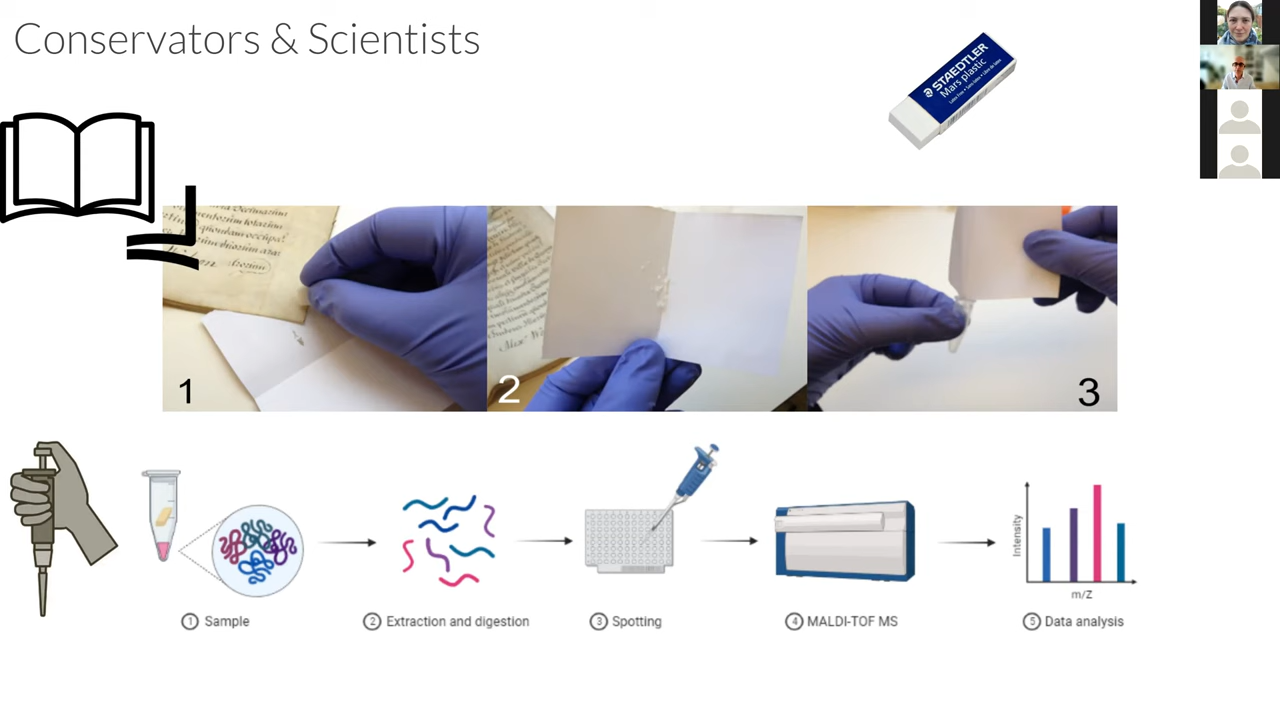 Conservators & Scientists
STAEDTLER
Mars plastic
1
2
3
① Sample
② Extraction and digestion
③ Spotting
④ MALDI-TOF MS
Intensity
m/Z
⑤ Data analysis